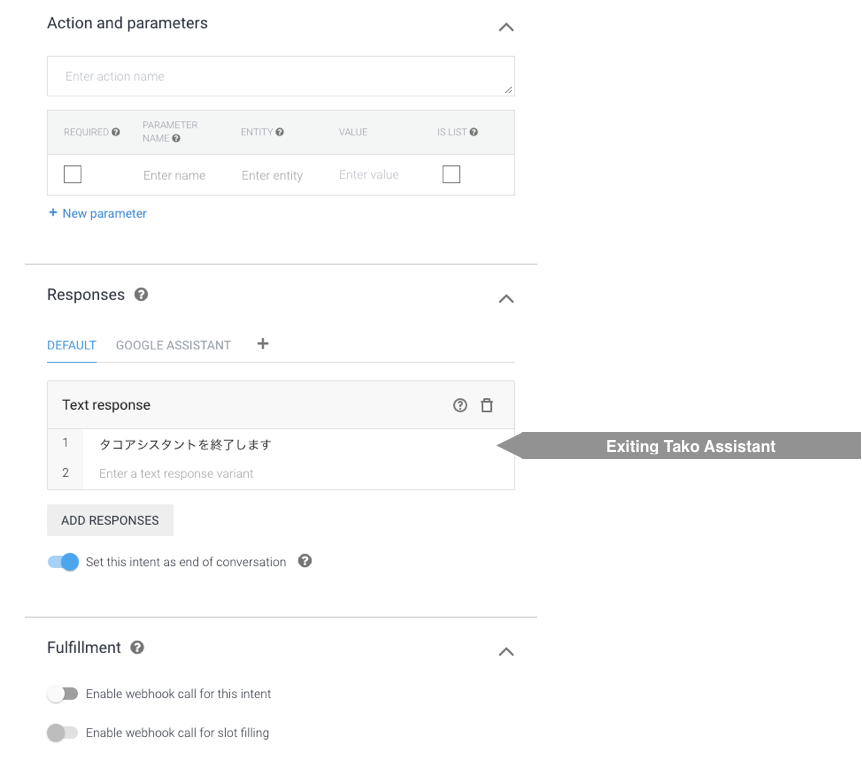 Action and parameters
Enter action name
REQUIRED ? PARAMETER NAME ? ENTITY ? VALUE IS LIST ?
Enter name Enter entity Enter value
+ New parameter
Responses ?
DEFAULT GOOGLE ASSISTANT +
Text response ?
1 タコアシスタントを終了します
Exiting Tako Assistant
2 Enter a text response variant
ADD RESPONSES
Set this intent as end of conversation ?
Fulfillment ?
Enable webhook call for this intent
Enable webhook call for slot filling